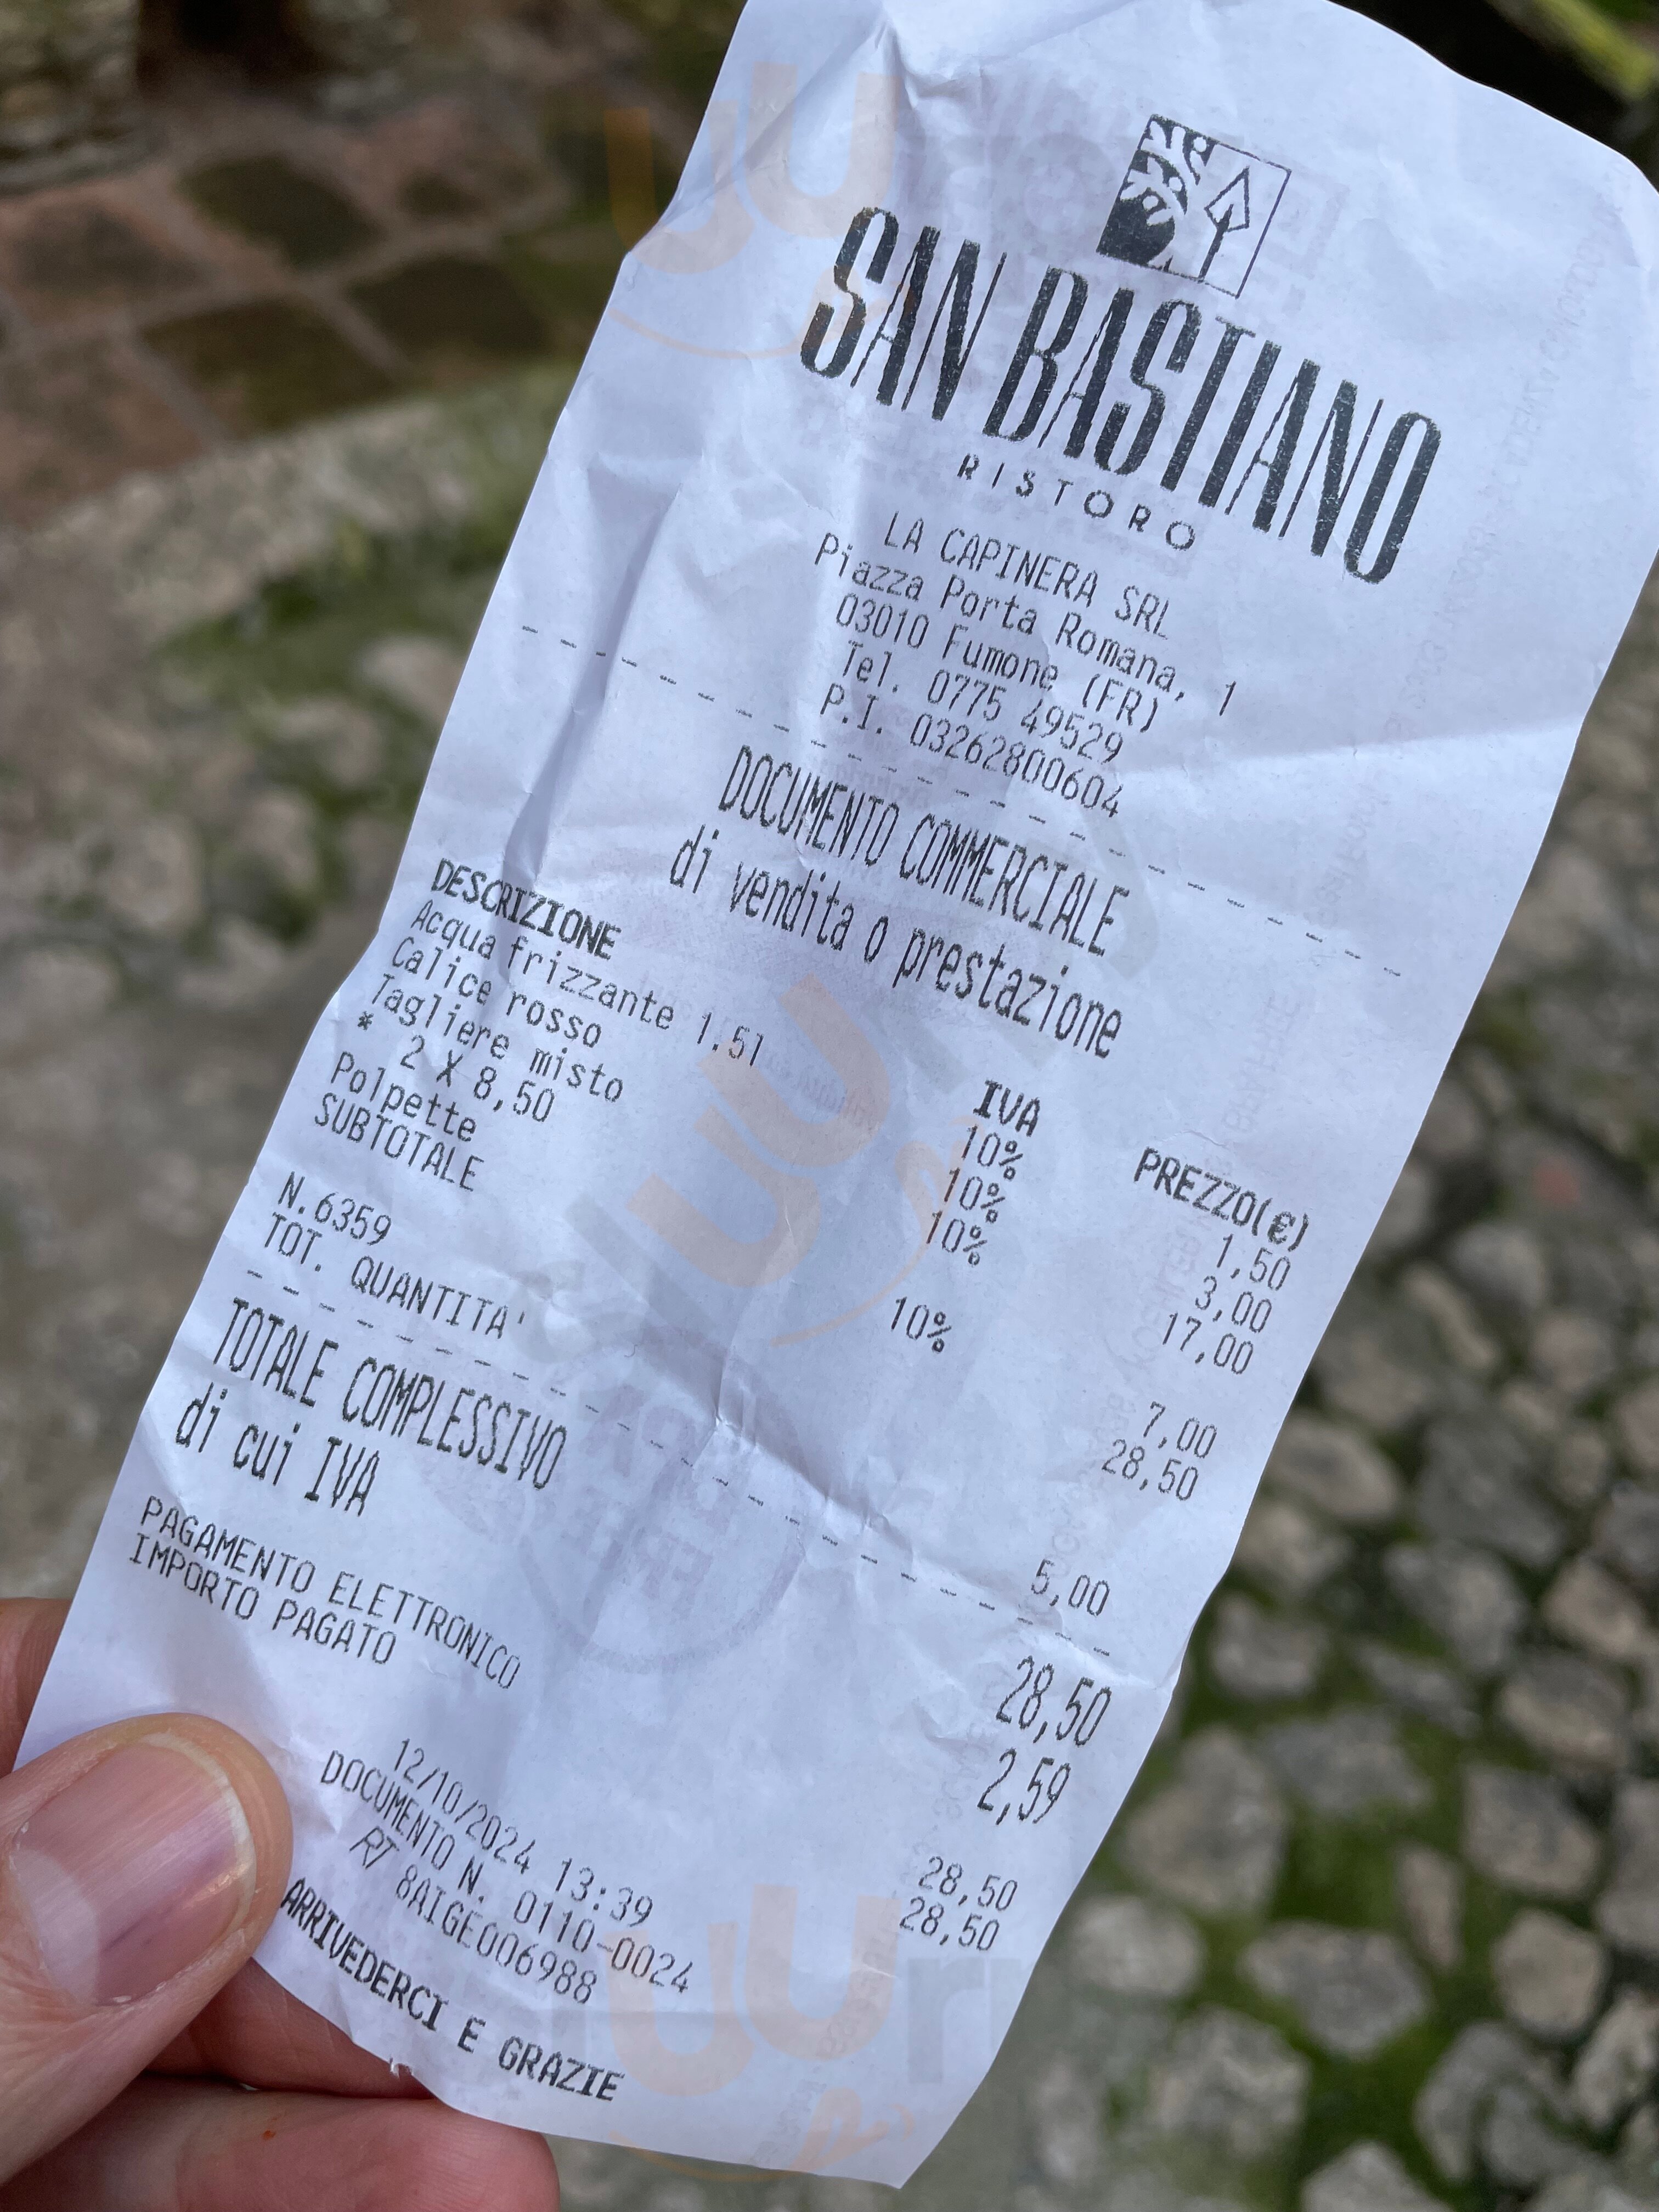 SAN BASTIANO
RISTORO
LA CAPINERA SRL
Piazza Porta Romana, 1
03010 Fumone (FR)
Tel. 0775 49529
P.I. 03262800604
DOCUMENTO COMMERCIALE
di vendita o prestazione
DESCRIZIONE IVA PREZZO(€)
Acqua frizzante 1.5l 10% 1,50
Calice rosso 10% 3,00
Tagliere misto 10% 17,00
* 2 X 8,50
Polpette 10% 7,00
SUBTOTALE 28,50
N.6359
TOT. QUANTITA' 5,00
TOTALE COMPLESSIVO 28,50
di cui IVA 2,59
PAGAMENTO ELETTRONICO 28,50
IMPORTO PAGATO 28,50
12/10/2024 13:39
DOCUMENTO N. 0110-0024
RT 8AIGE006988
ARRIVEDERCI E GRAZIE